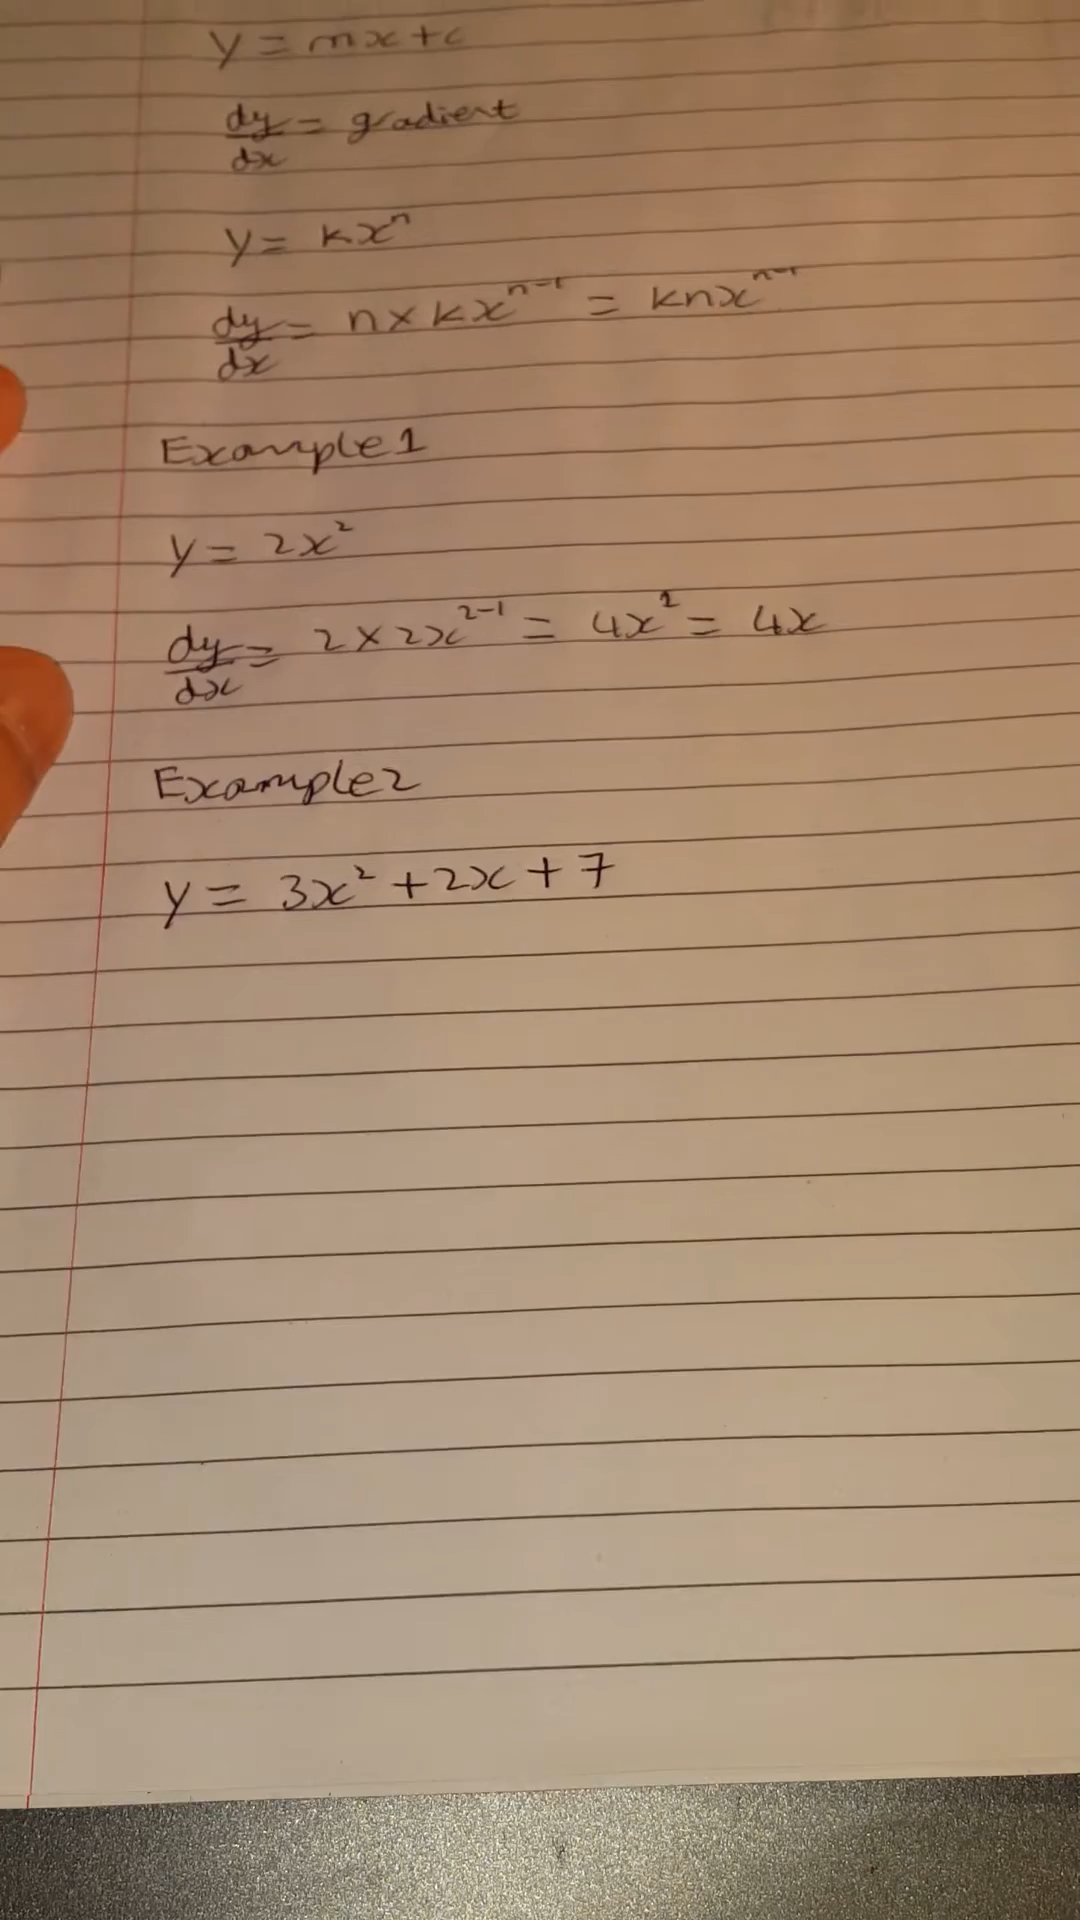 y = mx + c
dy/dx = gradient
y = kxⁿ
dy/dx = n × kxⁿ⁻¹ = knxⁿ⁻¹
Example 1
y = 2x²
dy/dx = 2 × 2x²⁻¹ = 4x¹ = 4x
Example 2
y = 3x² + 2x + 7